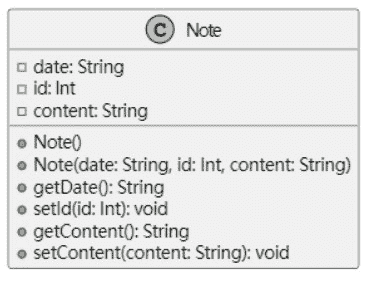 C Note
date: String
id: Int
content: String
Note()
Note(date: String, id: Int, content: String)
getDate(): String
setId(id: Int): void
getContent(): String
setContent(content: String): void